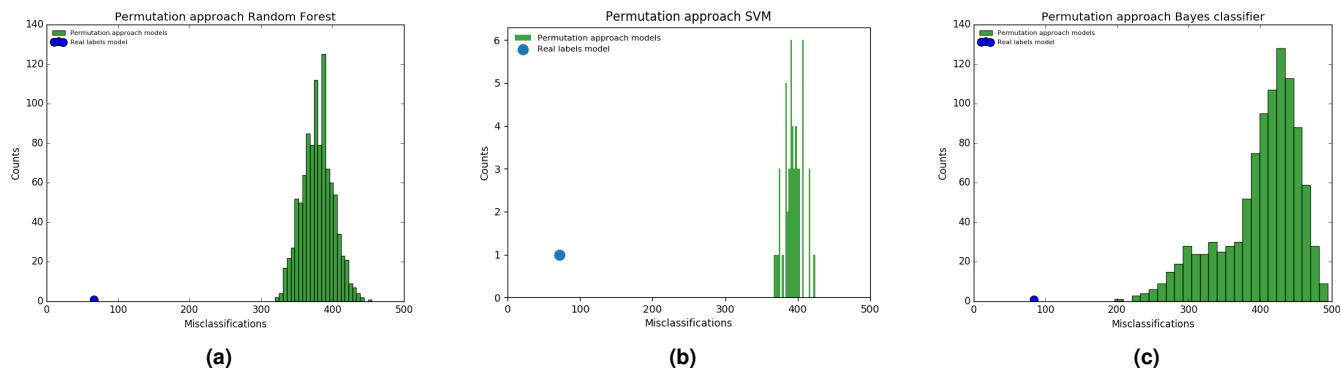 Permutation approach Random Forest
140
120
100
80
60
40
20
0
Counts
Permutation approach models
Real labels model
0 100 200 300 400 500
Misclassifications
(a)
Permutation approach SVM
6
5
4
3
2
1
0
Counts
Permutation approach models
Real labels model
0 100 200 300 400 500
Misclassifications
(b)
Permutation approach Bayes classifier
140
120
100
80
60
40
20
0
Counts
Permutation approach models
Real labels model
0 100 200 300 400 500
Misclassifications
(c)